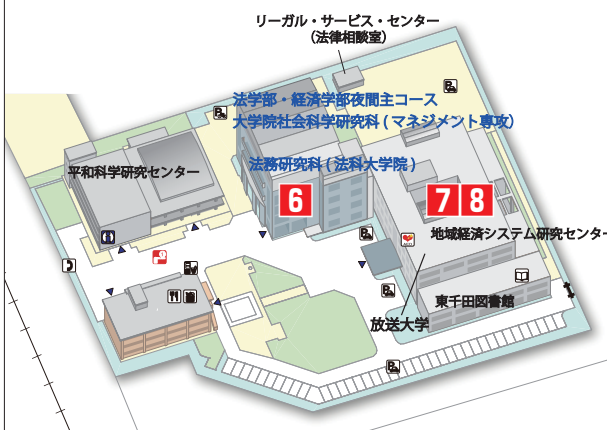 リーガル・サービス・センター
（法律相談室）
法学部・経済学部夜間主コース
大学院社会科学研究科 ( マネジメント専攻)
法務研究科 ( 法科大学院 )
平和科学研究センター
6
7 8
地域経済システム研究センター
東千田図書館
放送大学